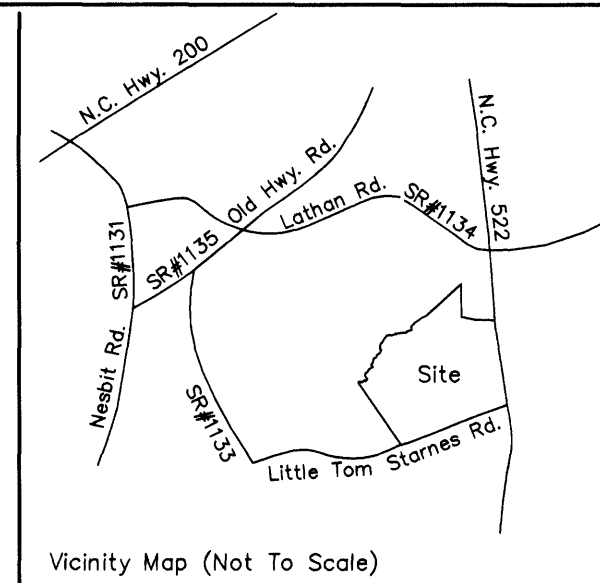 N.C. Hwy. 200
N.C. Hwy. 522
Old Hwy. Rd.
Lathan Rd.
SR#1134
SR#1131
SR#1135
Nesbit Rd.
Site
SR#1133
Little Tom Starnes Rd.
Vicinity Map (Not To Scale)